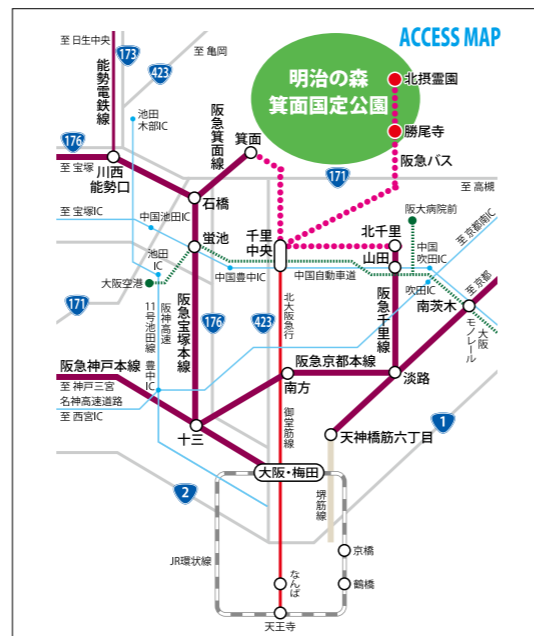 ACCESS MAP
至 日生中央
173
至 亀岡
423
能勢電鉄線
池田
木部IC
明治の森
箕面国定公園
北摂霊園
勝尾寺
阪急バス
176
至 宝塚
川西
能勢口
阪急箕面線
箕面
171
至 高槻
石橋
至 宝塚IC
中国池田IC
千里
中央
阪大病院前
北千里
至 京都南IC
蛍池
山田
中国
吹田IC
池田
IC
大阪空港
中国豊中IC
中国自動車道
吹田IC
至 京都
171
阪神高速
11号池田線
阪急宝塚本線
176
北大阪急行
423
阪急千里線
南茨木
大阪
モノレール
豊中IC
阪急神戸本線
至 神戸三宮
阪急京都本線
名神高速道路
至 西宮IC
南方
淡路
御堂筋線
十三
天神橋筋六丁目
1
大阪・梅田
2
堺筋線
JR環状線
京橋
なんば
鶴橋
天王寺